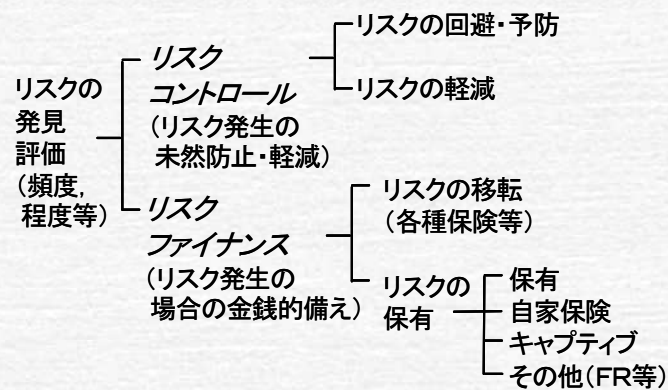 リスクの
発見
評価
(頻度,
程度等)
リスク
コントロール
(リスク発生の
未然防止・軽減)
リスクの回避・予防
リスクの軽減
リスク
ファイナンス
(リスク発生の
場合の金銭的備え)
リスクの移転
(各種保険等)
リスクの
保有
保有
自家保険
キャプティブ
その他(FR等)